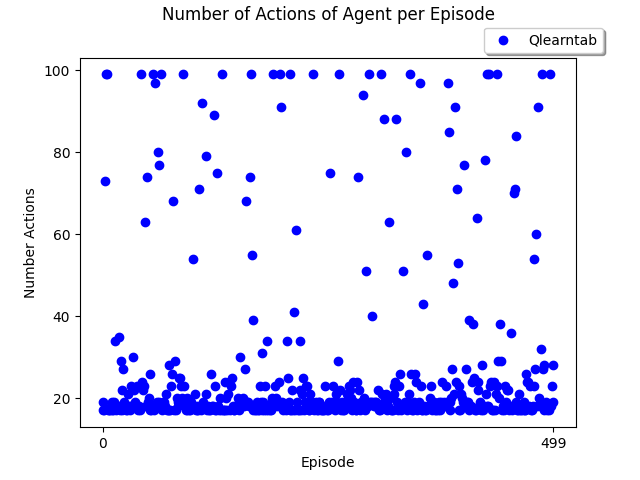 Number of Actions of Agent per Episode
Qlearntab
100
80
60
40
20
Number Actions
0
499
Episode